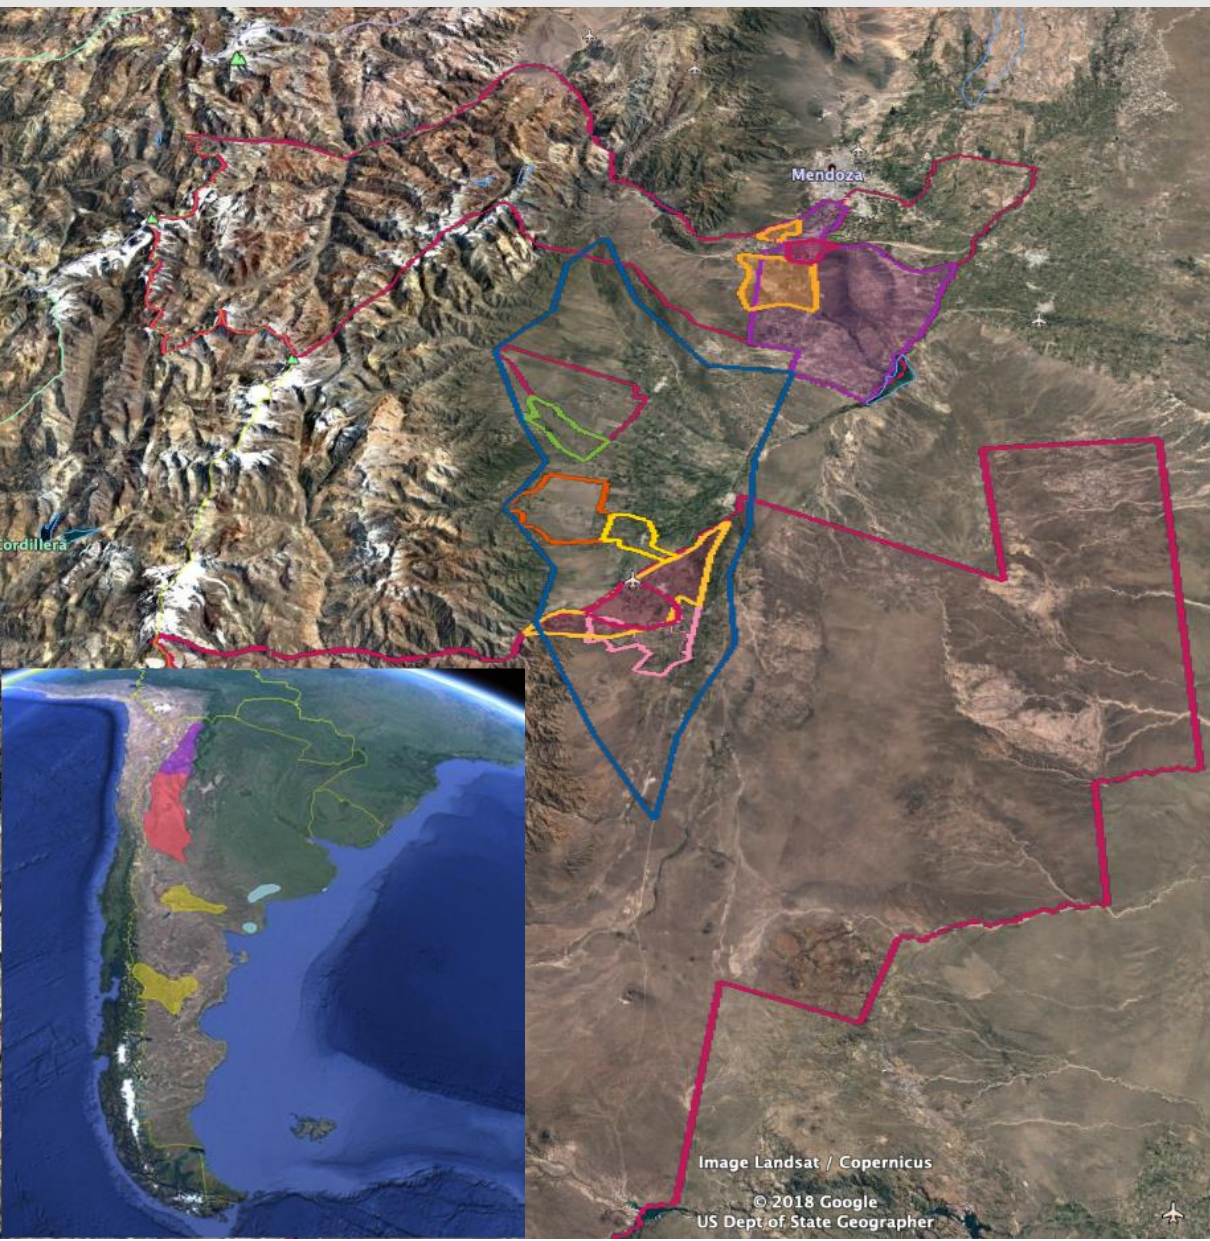 Mendoza
Cordillera
Image Landsat / Copernicus
© 2018 Google
US Dept of State Geographer